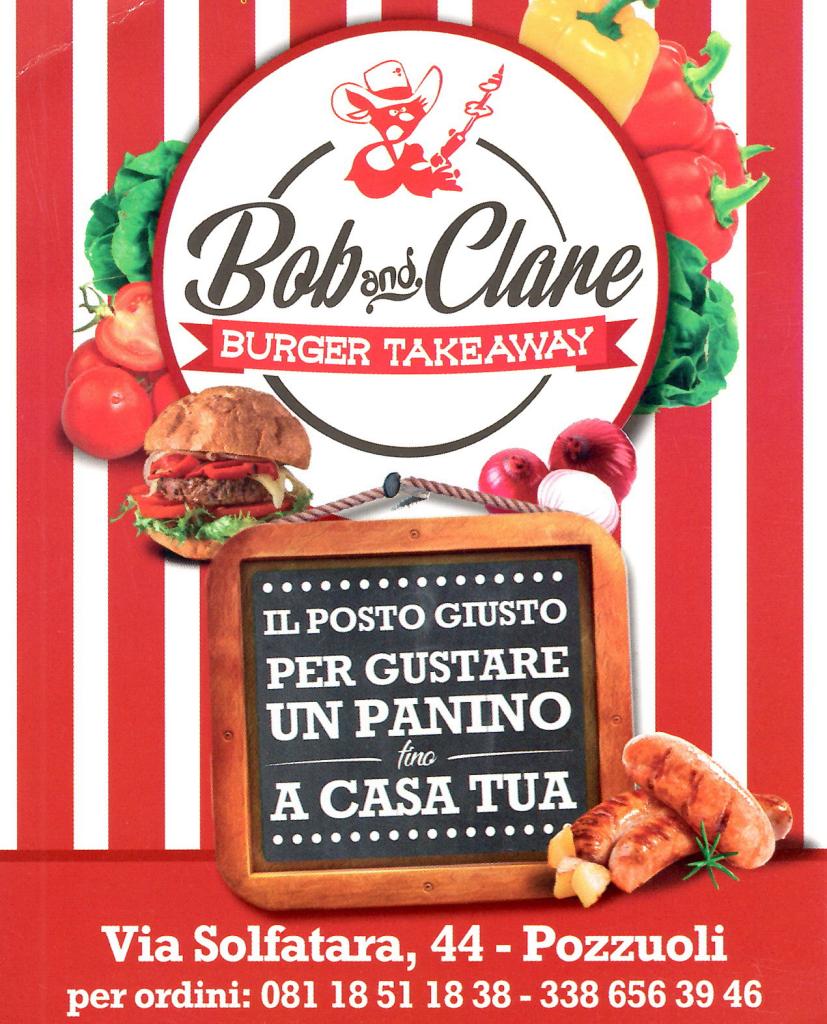 Bob and Clare
BURGER TAKEAWAY
IL POSTO GIUSTO
PER GUSTARE
UN PANINO
fino
A CASA TUA
Via Solfatara, 44 - Pozzuoli
per ordini: 081 18 51 18 38 - 338 656 39 46